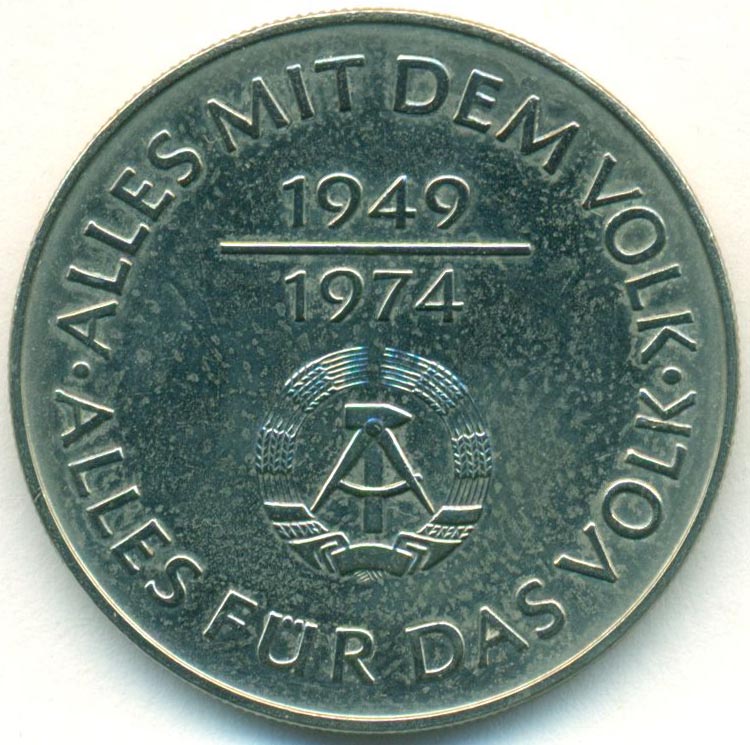 · ALLES MIT DEM VOLK ·
1949
1974
ALLES FÜR DAS VOLK